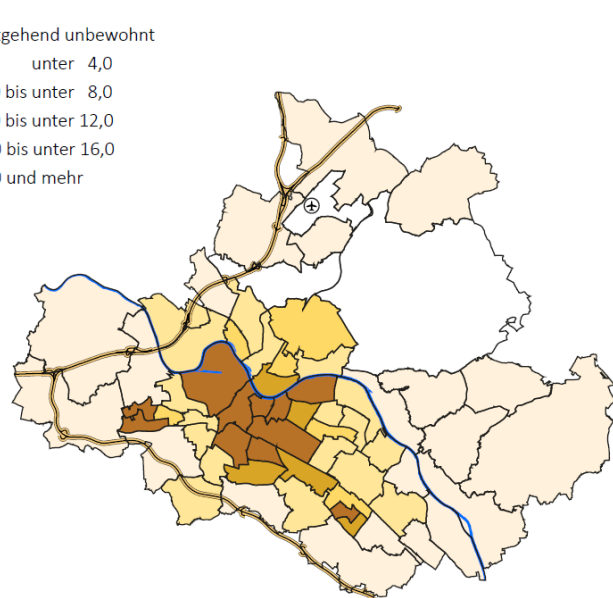 gehend unbewohnt
unter 4,0
bis unter 8,0
bis unter 12,0
bis unter 16,0
und mehr